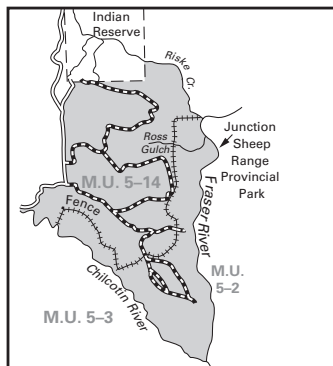 Indian
Reserve
Riske Cr.
Ross
Gulch
Junction
Sheep
Range
Provincial
Park
M.U. 5–14
Fraser River
Fence
Chilcotin River
M.U.
5–2
M.U. 5–3